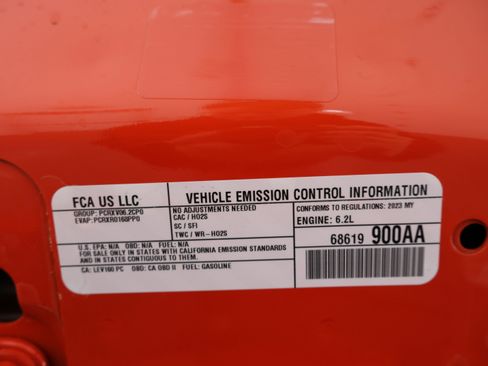 FCA US LLC
GROUP: PCRXV06.2CP0
EVAP: PCRXR0168PP0
VEHICLE EMISSION CONTROL INFORMATION
NO ADJUSTMENTS NEEDED
CAC / HO2S
SC / SFI
TWC / WR-HO2S
CONFORMS TO REGULATIONS: 2023 MY
ENGINE: 6.2L
68619 900AA
U.S. EPA: N/A OBD: N/A FUEL: N/A
FOR SALE ONLY IN STATES WITH CALIFORNIA EMISSION STANDARDS
AND IN STATES CONTIGUOUS TO THEM.
CA: LEV160 PC OBD: CA OBD II FUEL: GASOLINE